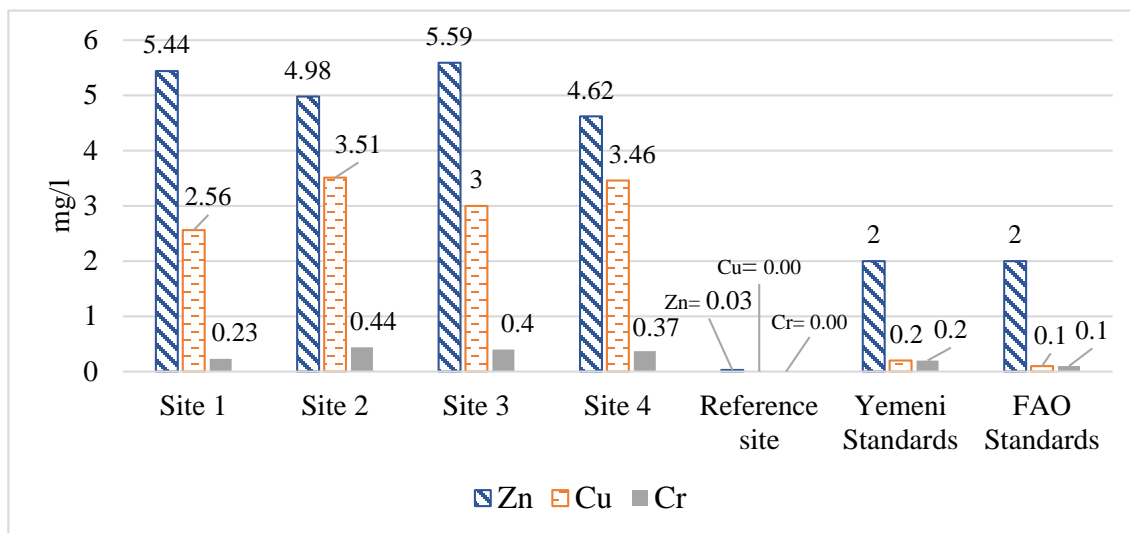 6
5
4
3
2
1
0
mg/l
5.44
2.56
0.23
4.98
3.51
0.44
5.59
3
0.4
4.62
3.46
0.37
Zn= 0.03
Cu= 0.00
Cr= 0.00
2
0.2
0.2
2
0.1
0.1
Site 1
Site 2
Site 3
Site 4
Reference
site
Yemeni
Standards
FAO
Standards
Zn
Cu
Cr